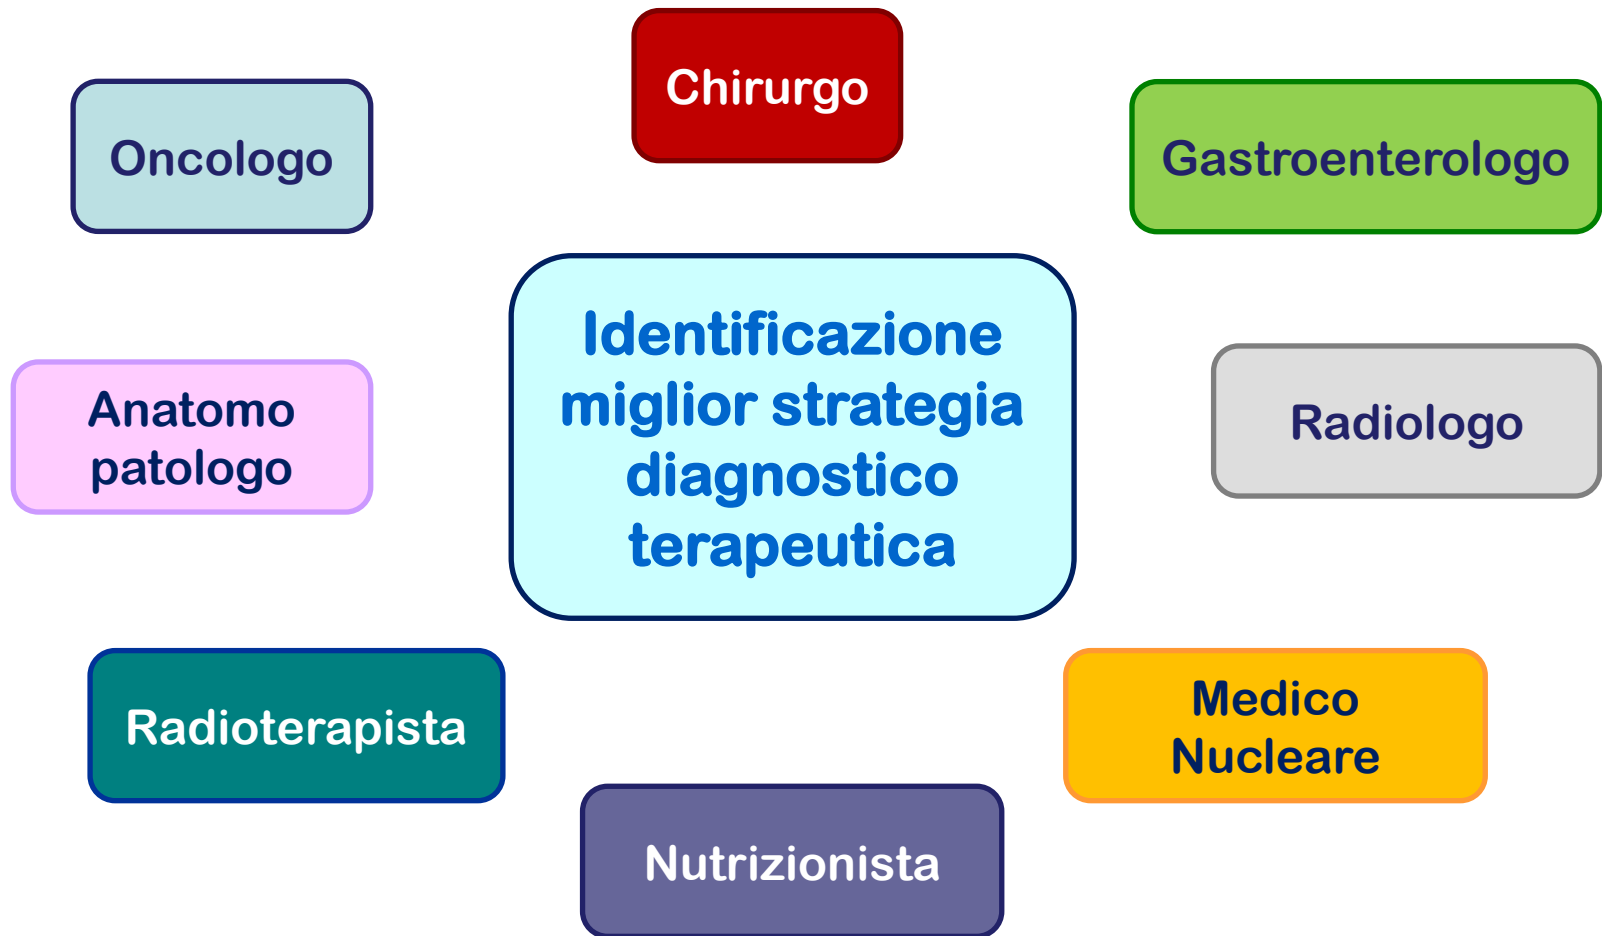 Chirurgo
Oncologo
Gastroenterologo
Identificazione
miglior strategia
diagnostico
terapeutica
Anatomo
patologo
Radiologo
Radioterapista
Medico
Nucleare
Nutrizionista